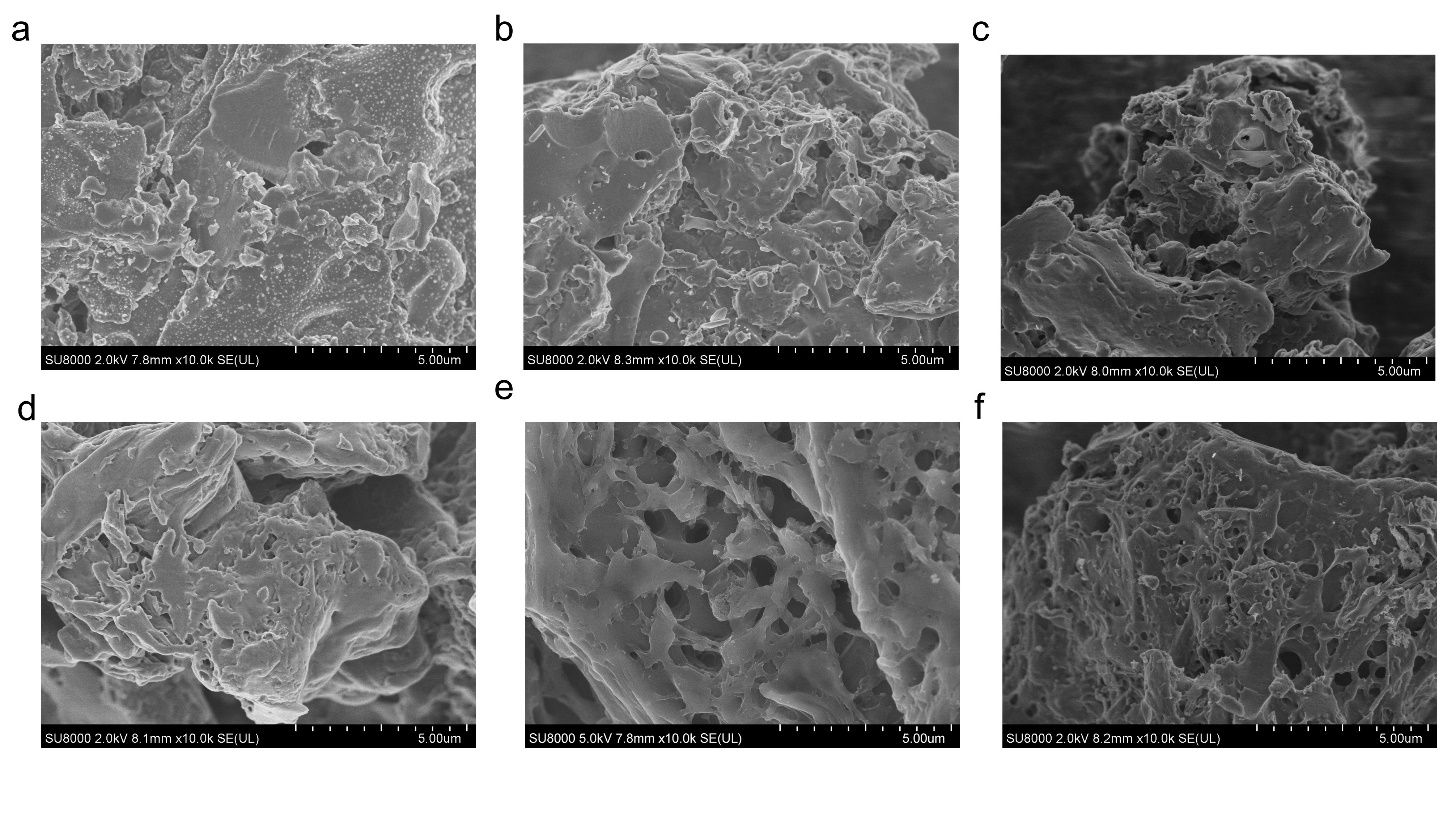 a
b
c
SU8000 2.0kV 7.8mm x10.0k SE(UL) 5.00um
SU8000 2.0kV 8.3mm x10.0k SE(UL) 5.00um
SU8000 2.0kV 8.0mm x10.0k SE(UL) 5.00um
d
e
f
SU8000 2.0kV 8.1mm x10.0k SE(UL) 5.00um
SU8000 5.0kV 7.8mm x10.0k SE(UL) 5.00um
SU8000 2.0kV 8.2mm x10.0k SE(UL) 5.00um